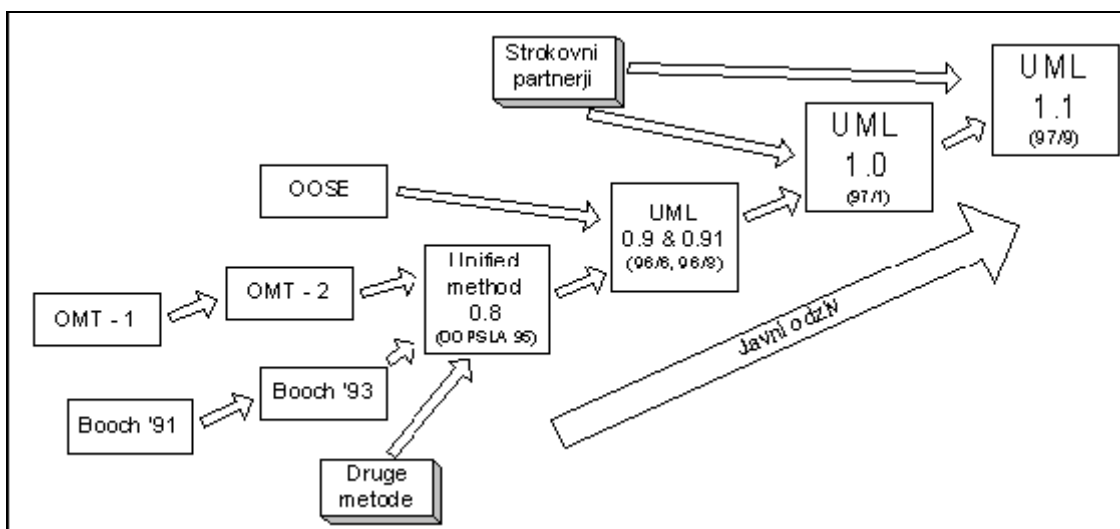 Strokovni
partnerji
UML
1.1
(97/9)
UML
1.0
(97/1)
OOSE
UML
0.9 & 0.91
(96/6, 96/9)
Unified
method
0.8
(OOPSLA 95)
OMT - 2
OMT - 1
Javni odziv
Booch '93
Booch '91
Druge
metode